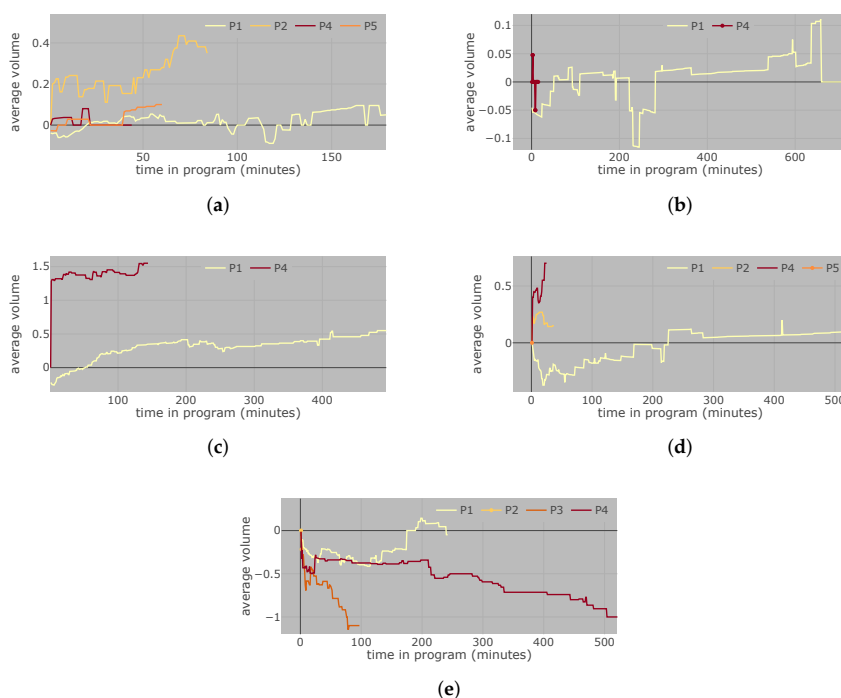 P1 P2 P4 P5
average volume
0.4
0.2
0
50 100 150
time in program (minutes)
(a)
P1 P4
average volume
0.1
0.05
0
−0.05
−0.1
0 200 400 600
time in program (minutes)
(b)
P1 P4
average volume
1.5
1
0.5
0
100 200 300 400
time in program (minutes)
(c)
P1 P2 P4 P5
average volume
0.5
0
0 100 200 300 400 500
time in program (minutes)
(d)
P1 P2 P3 P4
average volume
0
−0.5
−1
0 100 200 300 400 500
time in program (minutes)
(e)